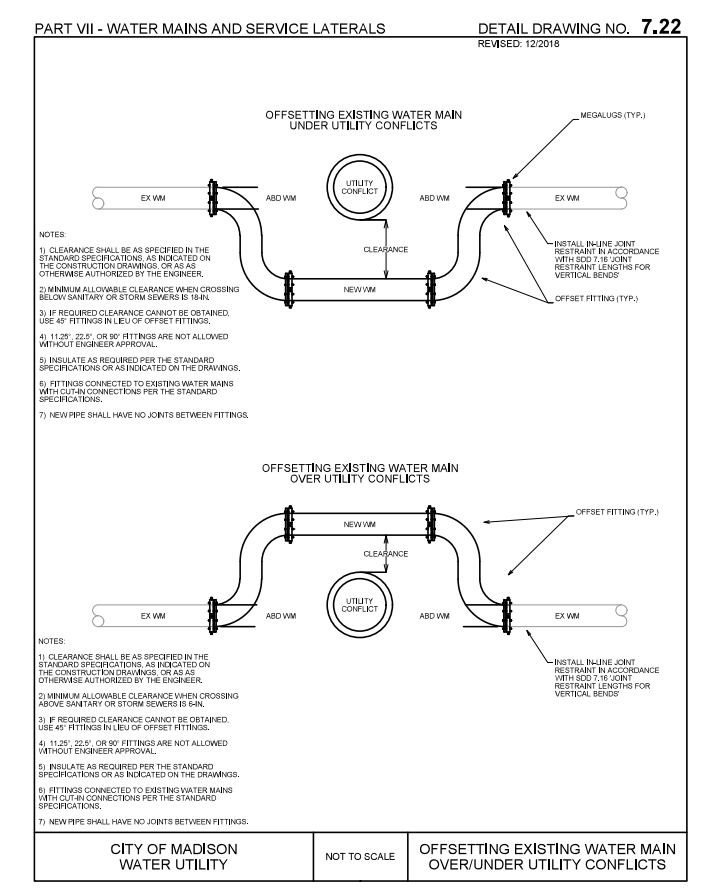 PART VII - WATER MAINS AND SERVICE LATERALS
DETAIL DRAWING NO. 7.22
REVISED: 12/2018
OFFSETTING EXISTING WATER MAIN
UNDER UTILITY CONFLICTS
MEGALUGS (TYP.)
UTILITY
CONFLICT
EX WM
ABD WM
ABD WM
EX WM
CLEARANCE
NEW WM
INSTALL IN-LINE JOINT
RESTRAINT IN ACCORDANCE
WITH SDD 7.16 'JOINT
RESTRAINT LENGTHS FOR
VERTICAL BENDS'
OFFSET FITTING (TYP.)
NOTES:
1) CLEARANCE SHALL BE AS SPECIFIED IN THE
STANDARD SPECIFICATIONS, AS INDICATED ON
THE CONSTRUCTION DRAWINGS, OR AS AS
OTHERWISE AUTHORIZED BY THE ENGINEER.
2) MINIMUM ALLOWABLE CLEARANCE WHEN CROSSING
BELOW SANITARY OR STORM SEWERS IS 18-IN.
3) IF REQUIRED CLEARANCE CANNOT BE OBTAINED,
USE 45° FITTINGS IN LIEU OF OFFSET FITTINGS.
4) 11.25°, 22.5°, OR 90° FITTINGS ARE NOT ALLOWED
WITHOUT ENGINEER APPROVAL.
5) INSULATE AS REQUIRED PER THE STANDARD
SPECIFICATIONS OR AS INDICATED ON THE DRAWINGS.
6) FITTINGS CONNECTED TO EXISTING WATER MAINS
WITH CUT-IN CONNECTIONS PER THE STANDARD
SPECIFICATIONS.
7) NEW PIPE SHALL HAVE NO JOINTS BETWEEN FITTINGS.
OFFSETTING EXISTING WATER MAIN
OVER UTILITY CONFLICTS
OFFSET FITTING (TYP.)
NEW WM
CLEARANCE
UTILITY
CONFLICT
EX WM
ABD WM
ABD WM
EX WM
INSTALL IN-LINE JOINT
RESTRAINT IN ACCORDANCE
WITH SDD 7.16 'JOINT
RESTRAINT LENGTHS FOR
VERTICAL BENDS'
NOTES:
1) CLEARANCE SHALL BE AS SPECIFIED IN THE
STANDARD SPECIFICATIONS, AS INDICATED ON
THE CONSTRUCTION DRAWINGS, OR AS AS
OTHERWISE AUTHORIZED BY THE ENGINEER.
2) MINIMUM ALLOWABLE CLEARANCE WHEN CROSSING
ABOVE SANITARY OR STORM SEWERS IS 6-IN.
3) IF REQUIRED CLEARANCE CANNOT BE OBTAINED,
USE 45° FITTINGS IN LIEU OF OFFSET FITTINGS.
4) 11.25°, 22.5°, OR 90° FITTINGS ARE NOT ALLOWED
WITHOUT ENGINEER APPROVAL.
5) INSULATE AS REQUIRED PER THE STANDARD
SPECIFICATIONS OR AS INDICATED ON THE DRAWINGS.
6) FITTINGS CONNECTED TO EXISTING WATER MAINS
WITH CUT-IN CONNECTIONS PER THE STANDARD
SPECIFICATIONS.
7) NEW PIPE SHALL HAVE NO JOINTS BETWEEN FITTINGS.
CITY OF MADISON
WATER UTILITY
NOT TO SCALE
OFFSETTING EXISTING WATER MAIN
OVER/UNDER UTILITY CONFLICTS